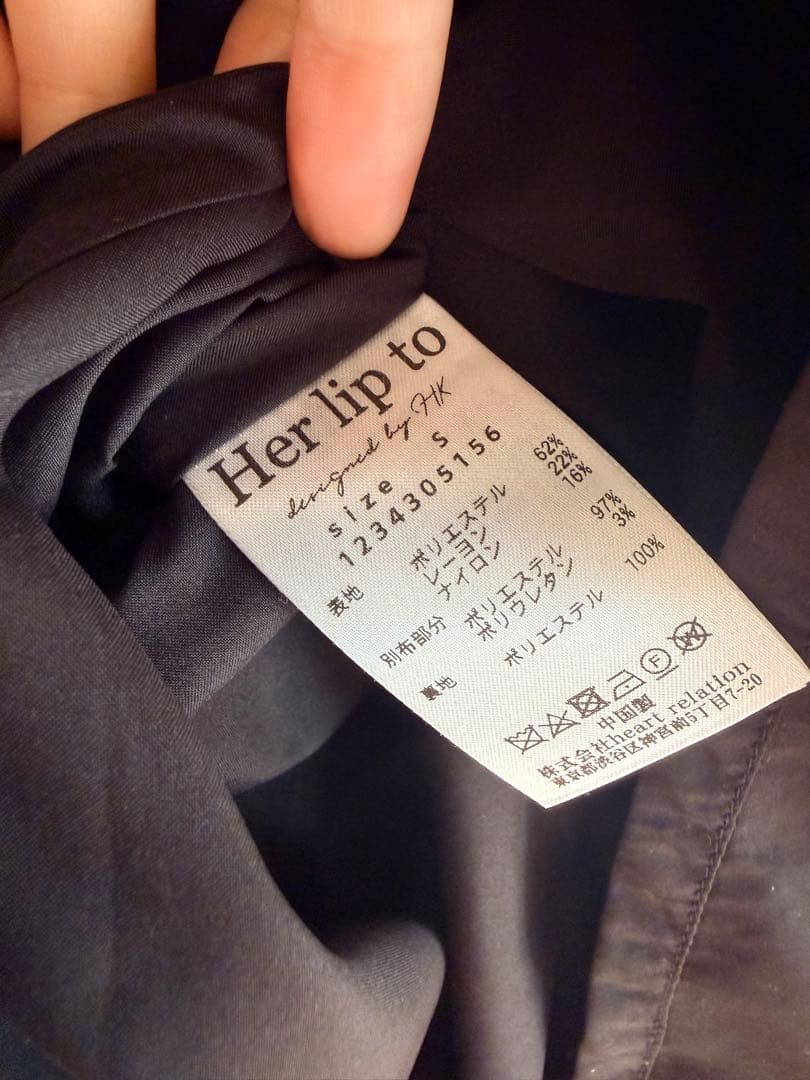 Her lip to
designed by HK
size S
1234305156
表地 ポリエステル 62%
レーヨン 22%
ナイロン 16%
別布部分 ポリエステル 97%
ポリウレタン 3%
裏地 ポリエステル 100%
F W
中国製
株式会社heart relation
東京都渋谷区神宮前5丁目7-20